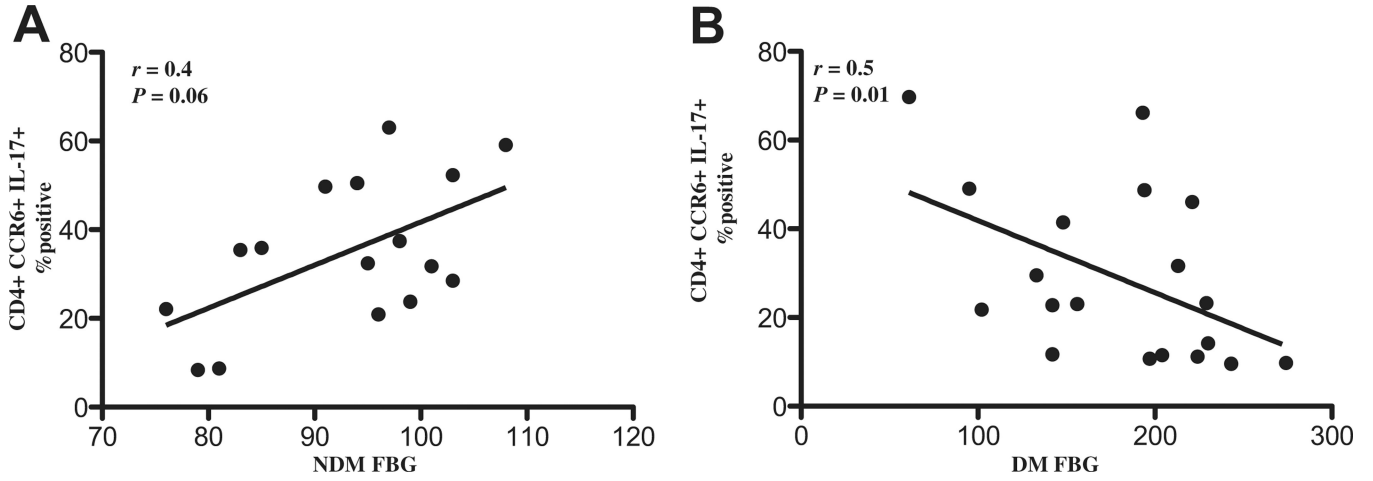 A
r = 0.4
P = 0.06
80
60
40
20
0
CD4+ CCR6+ IL-17+
%positive
70 80 90 100 110 120
NDM FBG
B
r = 0.5
P = 0.01
80
60
40
20
0
CD4+ CCR6+ IL-17+
%positive
0 100 200 300
DM FBG